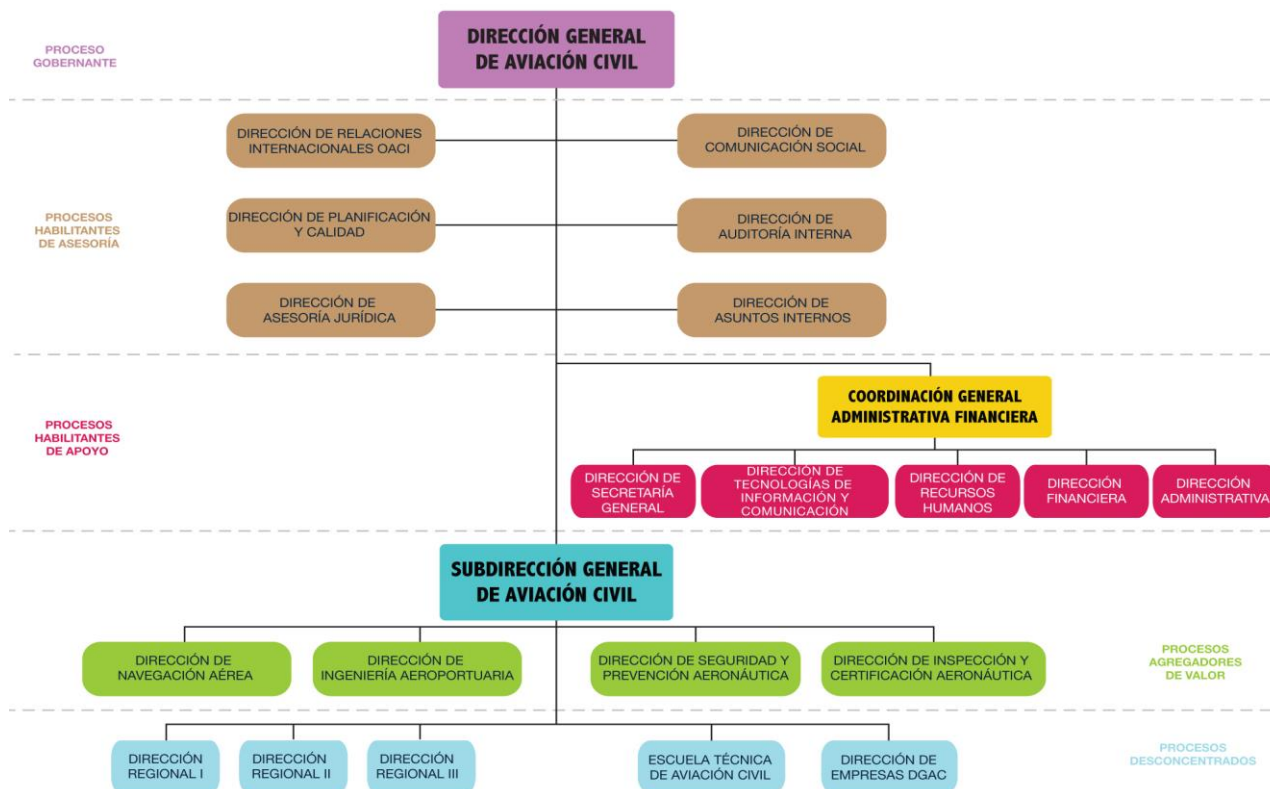 DIRECCIÓN GENERAL
DE AVIACIÓN CIVIL
PROCESO
GOBERNANTE
DIRECCIÓN DE RELACIONES
INTERNACIONALES OACI
DIRECCIÓN DE
COMUNICACIÓN SOCIAL
PROCESOS
HABILITANTES
DE ASESORÍA
DIRECCIÓN DE PLANIFICACIÓN
Y CALIDAD
DIRECCIÓN DE
AUDITORÍA INTERNA
DIRECCIÓN DE
ASESORÍA JURÍDICA
DIRECCIÓN DE
ASUNTOS INTERNOS
PROCESOS
HABILITANTES
DE APOYO
COORDINACIÓN GENERAL
ADMINISTRATIVA FINANCIERA
DIRECCIÓN DE
SECRETARÍA
GENERAL
DIRECCIÓN DE
TECNOLOGÍAS DE
INFORMACIÓN Y
COMUNICACIÓN
DIRECCIÓN DE
RECURSOS
HUMANOS
DIRECCIÓN
FINANCIERA
DIRECCIÓN
ADMINISTRATIVA
SUBDIRECCIÓN GENERAL
DE AVIACIÓN CIVIL
DIRECCIÓN DE
NAVEGACIÓN AÉREA
DIRECCIÓN DE
INGENIERÍA AEROPORTUARIA
DIRECCIÓN DE SEGURIDAD Y
PREVENCIÓN AERONÁUTICA
DIRECCIÓN DE INSPECCIÓN Y
CERTIFICACIÓN AERONÁUTICA
PROCESOS
AGREGADORES
DE VALOR
DIRECCIÓN
REGIONAL I
DIRECCIÓN
REGIONAL II
DIRECCIÓN
REGIONAL III
ESCUELA TÉCNICA
DE AVIACIÓN CIVIL
DIRECCIÓN DE
EMPRESAS DGAC
PROCESOS
DESCONCENTRADOS